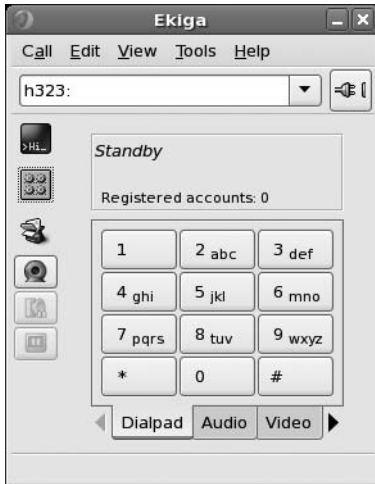 Ekiga
Call Edit View Tools Help
h323:
>Hi_
Standby
Registered accounts: 0
1 2 abc 3 def
4 ghi 5 jkl 6 mno
7 pqrs 8 tuv 9 wxyz
* 0 #
Dialpad Audio Video